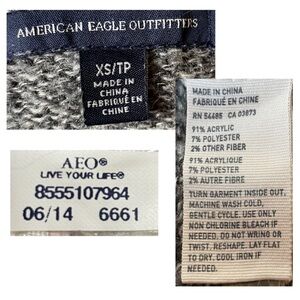 AMERICAN EAGLE OUTFITTERS
XS/TP
MADE IN
CHINA
FABRIQUÉ EN
CHINE
AEO®
LIVE YOUR LIFE®
8555107964
06/14 6661
MADE IN CHINA
FABRIQUÉ EN CHINE
RN 54485 CA 03873
91% ACRYLIC
7% POLYESTER
2% OTHER FIBER
91% ACRYLIQUE
7% POLYESTER
2% AUTRE FIBRE
TURN GARMENT INSIDE OUT.
MACHINE WASH COLD,
GENTLE CYCLE. USE ONLY
NON CHLORINE BLEACH IF
NEEDED. DO NOT WRING OR
TWIST. RESHAPE. LAY FLAT
TO DRY. COOL IRON IF
NEEDED.